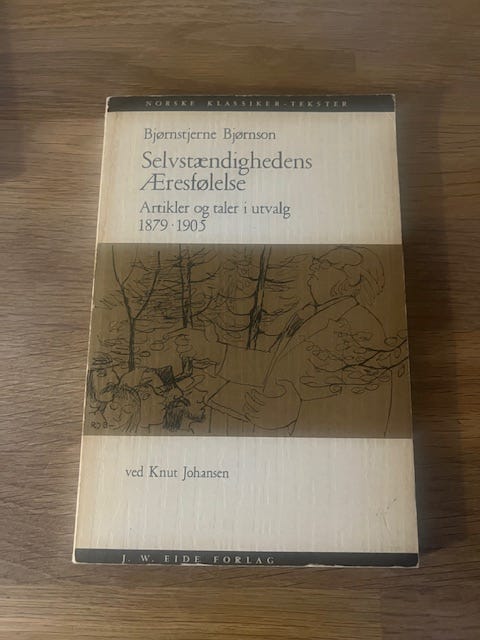 NORSKE KLASSIKER-TEKSTER
Bjørnstjerne Bjørnson
Selvstændighedens
Æresfølelse
Artikler og taler i utvalg
1879 · 1905
ved Knut Johansen
J. W. EIDE FORLAG